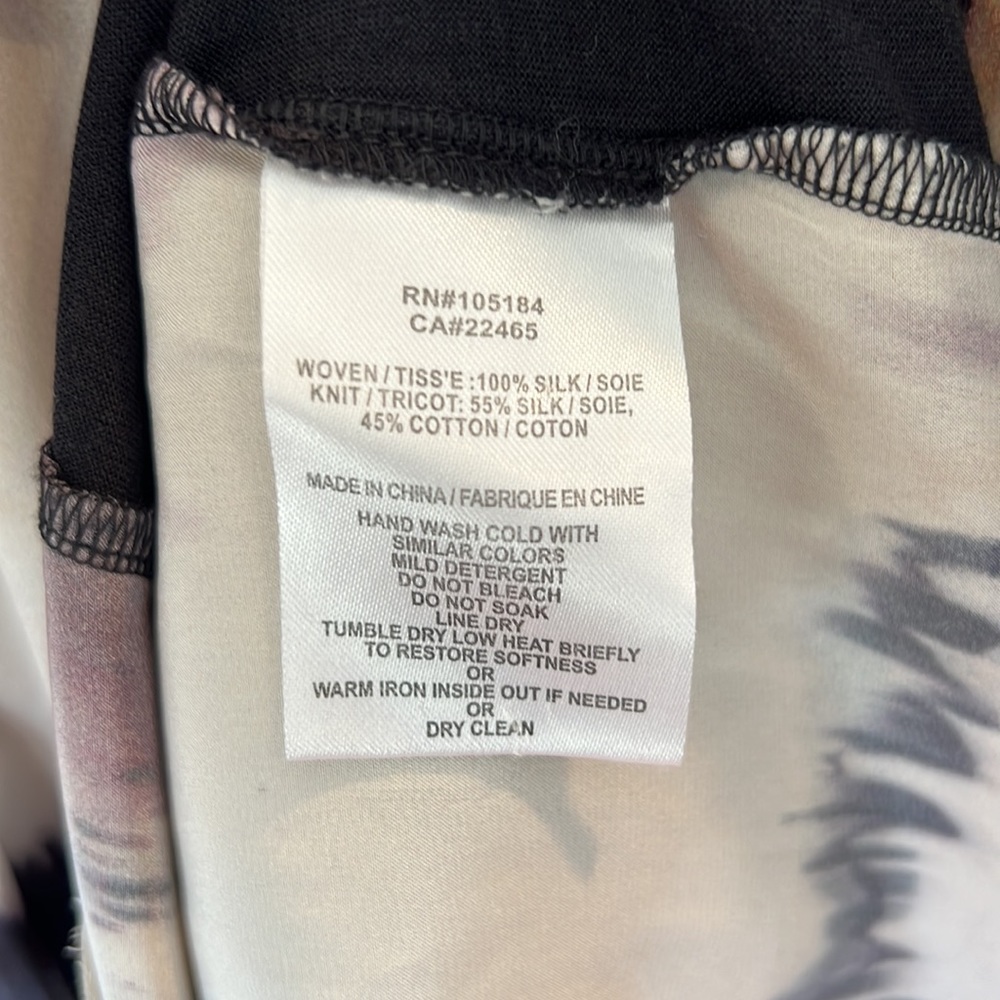 RN#105184
CA#22465
WOVEN / TISS'E :100% SILK / SOIE
KNIT / TRICOT: 55% SILK / SOIE,
45% COTTON / COTON
MADE IN CHINA / FABRIQUE EN CHINE
HAND WASH COLD WITH
SIMILAR COLORS
MILD DETERGENT
DO NOT BLEACH
DO NOT SOAK
LINE DRY
TUMBLE DRY LOW HEAT BRIEFLY
TO RESTORE SOFTNESS
OR
WARM IRON INSIDE OUT IF NEEDED
OR
DRY CLEAN